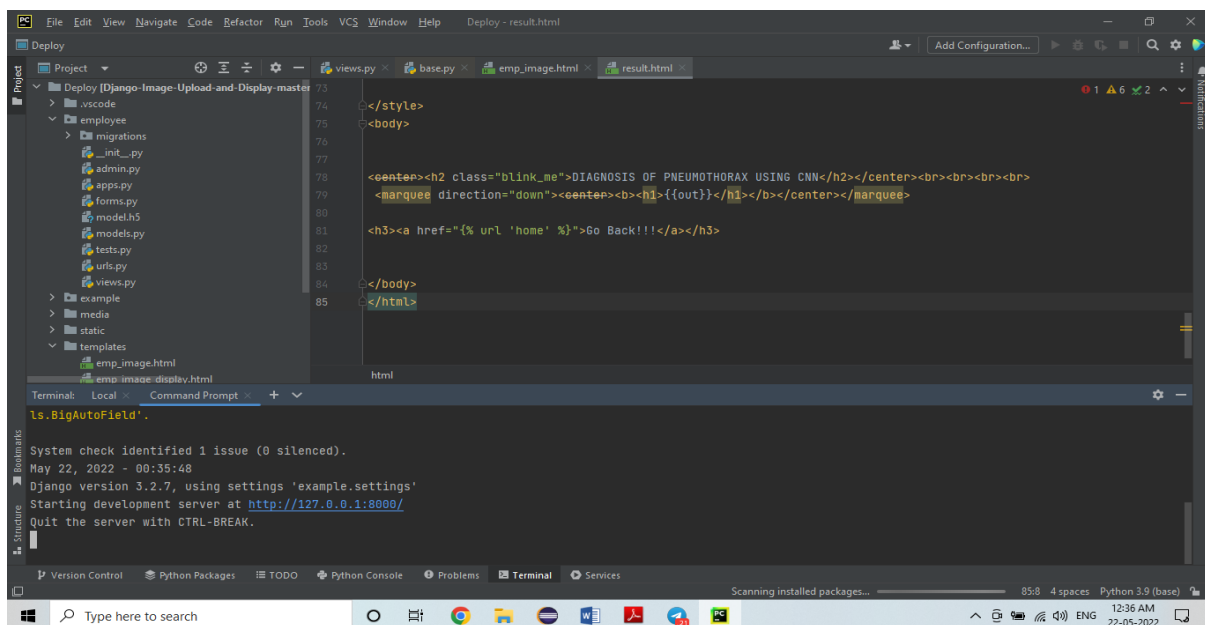 PC File Edit View Navigate Code Refactor Run Tools VCS Window Help Deploy - result.html
Deploy Add Configuration...
Project Project views.py base.py emp_image.html result.html Notifications
Deploy [Django-Image-Upload-and-Display-master 73 1 6 2
.vscode 74 </style>
employee 75 <body>
migrations 76
__init__.py 77
admin.py 78 <center><h2 class="blink_me">DIAGNOSIS OF PNEUMOTHORAX USING CNN</h2></center><br><br><br><br>
apps.py 79 <marquee direction="down"><center><b><h1>{{out}}</h1></b></center></marquee>
forms.py 80
model.h5
models.py 81 <h3><a href="{% url 'home' %}">Go Back!!!</a></h3>
tests.py 82
urls.py 83
views.py 84 </body>
example 85 </html>
media
static
templates
emp_image.html
emp_image_display.html html
Terminal: Local Command Prompt
ls.BigAutoField'.
System check identified 1 issue (0 silenced).
May 22, 2022 - 00:35:48
Django version 3.2.7, using settings 'example.settings'
Starting development server at http://127.0.0.1:8000/
Quit the server with CTRL-BREAK.
Bookmarks
Structure
Version Control Python Packages TODO Python Console Problems Terminal Services
Scanning installed packages... 85:8 4 spaces Python 3.9 (base)
Type here to search W PC ENG 12:36 AM
22-05-2022